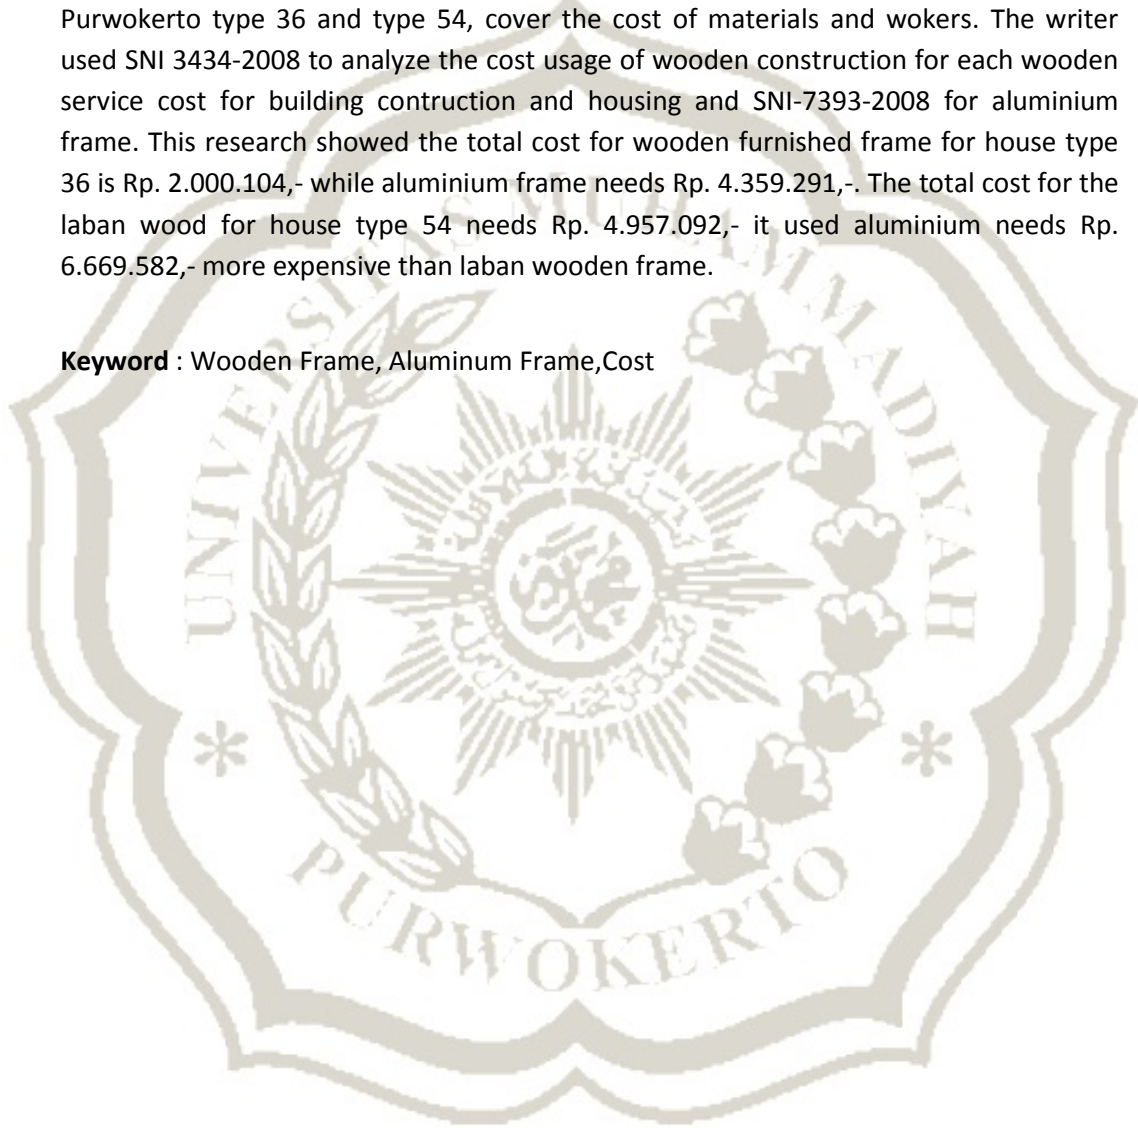 Purwokerto type 36 and type 54, cover the cost of materials and wokers. The writer
used SNI 3434-2008 to analyze the cost usage of wooden construction for each wooden
service cost for building contruction and housing and SNI-7393-2008 for aluminium
frame. This research showed the total cost for wooden furnished frame for house type
36 is Rp. 2.000.104,- while aluminium frame needs Rp. 4.359.291,-. The total cost for the
laban wood for house type 54 needs Rp. 4.957.092,- it used aluminium needs Rp.
6.669.582,- more expensive than laban wooden frame.
Keyword : Wooden Frame, Aluminum Frame,Cost
UNIVERSITAS MUHAMMADIYAH
PURWOKERTO